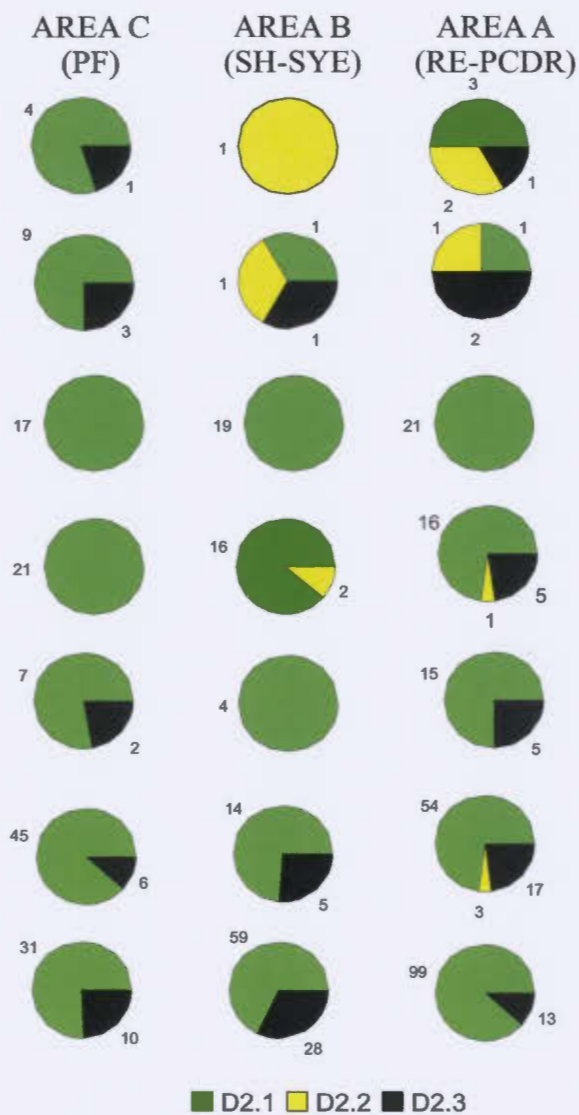 AREA C AREA B AREA A
(PF) (SH-SYE) (RE-PCDR)
4 3
1 1 1
2
9 1 1 1
1
3 1 2
17 19 21
21 16 2 16 1 5
7 2 4 15 5
45 6 14 5 54 3 17
31 10 59 28 99 13
D2.1 D2.2 D2.3